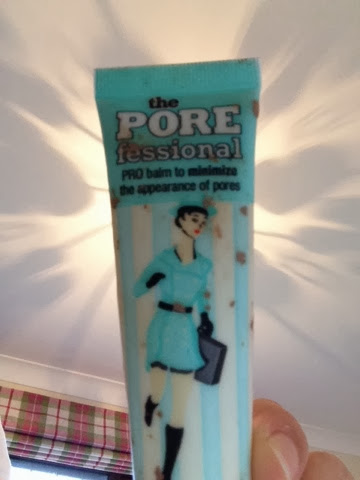 the
PORE
fessional
PRO balm to minimize
the appearance of pores